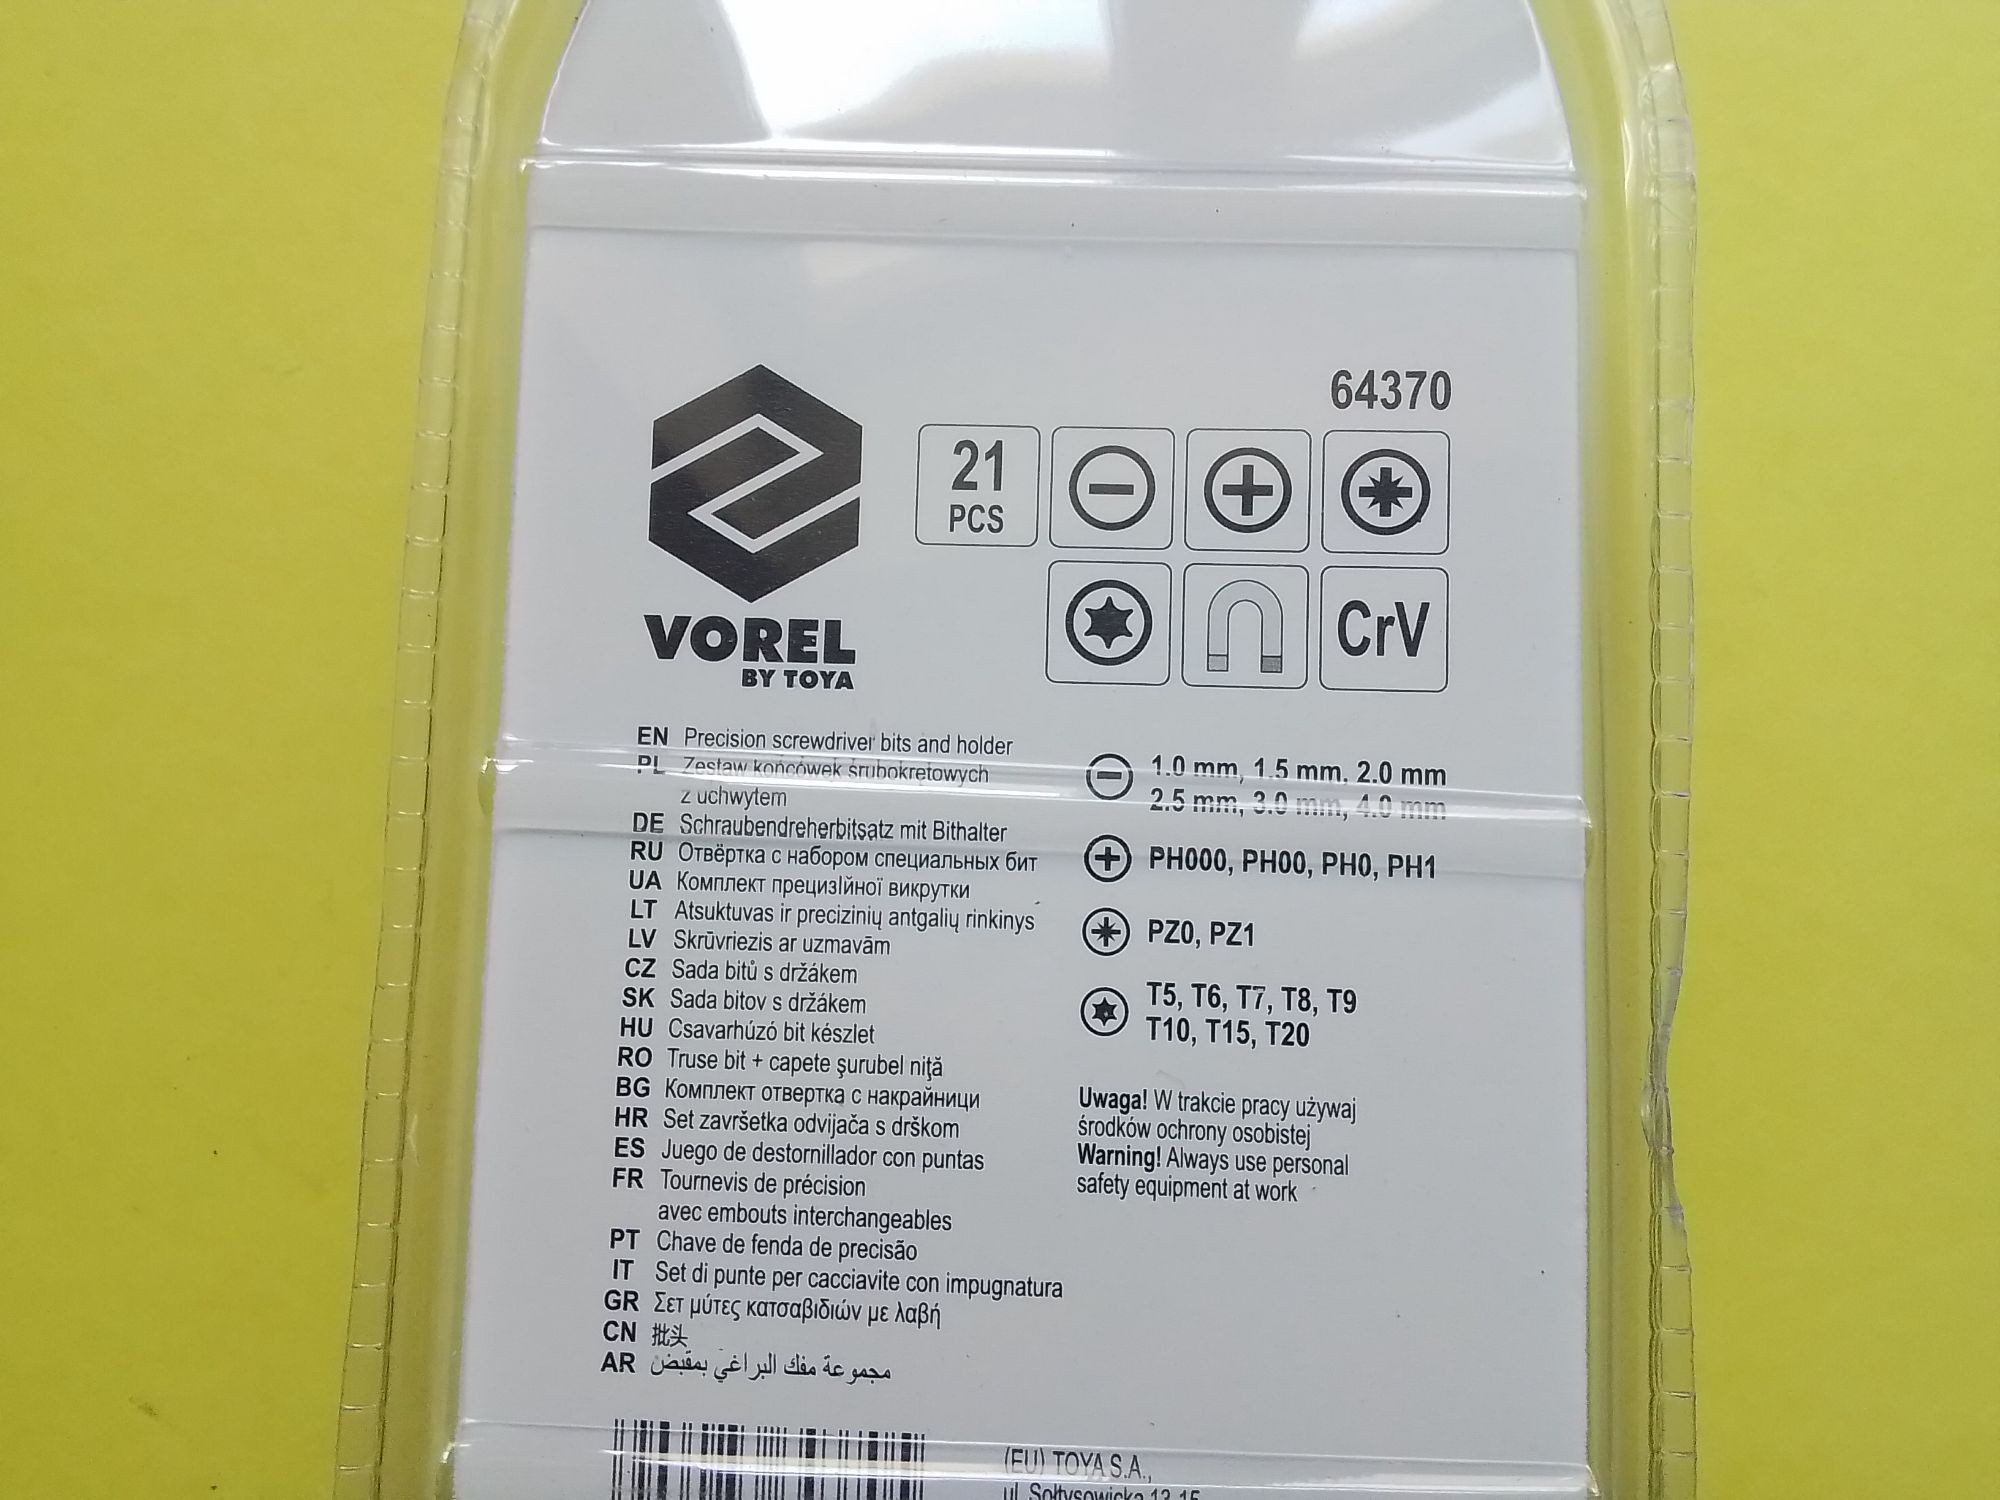 64370
21
PCS
CrV
VOREL
BY TOYA
EN Precision screwdriver bits and holder
PL Zestaw końcówek śrubokrętowych
z uchwytem
DE Schraubendreherbitsatz mit Bithalter
RU Отвёртка с набором специальных бит
UA Комплект прецизійної викрутки
LT Atsuktuvas ir precizinių antgalių rinkinys
LV Skrūvriezis ar uzmavām
CZ Sada bitů s držákem
SK Sada bitov s držákem
HU Csavarhúzó bit készlet
RO Truse bit + capete şurubel niţă
BG Комплект отвертка с накрайници
HR Set završetka odvijača s drškom
ES Juego de destornillador con puntas
FR Tournevis de précision
avec embouts interchangeables
PT Chave de fenda de precisão
IT Set di punte per cacciavite con impugnatura
GR Σετ μύτες κατσαβιδιών με λαβή
CN 批头
AR مجموعة مفك البراغي بمقبض
1.0 mm, 1.5 mm, 2.0 mm
2.5 mm, 3.0 mm, 4.0 mm
PH000, PH00, PH0, PH1
PZ0, PZ1
T5, T6, T7, T8, T9
T10, T15, T20
Uwaga! W trakcie pracy używaj
środków ochrony osobistej
Warning! Always use personal
safety equipment at work
(EU) TOYA S.A.,
ul. Sołtysowicka 13-15